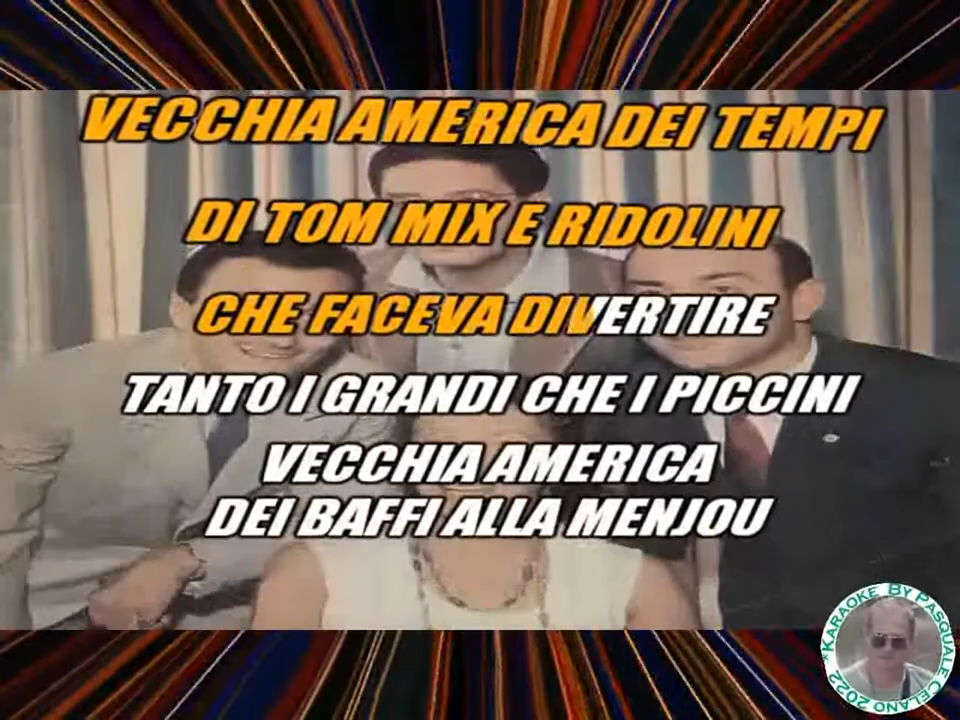 VECCHIA AMERICA DEI TEMPI
DI TOM MIX E RIDOLINI
CHE FACEVA DIVERTIRE
TANTO I GRANDI CHE I PICCINI
VECCHIA AMERICA
DEI BAFFI ALLA MENJOU
*KARAOKE BY PASQUALE CELANO 2022